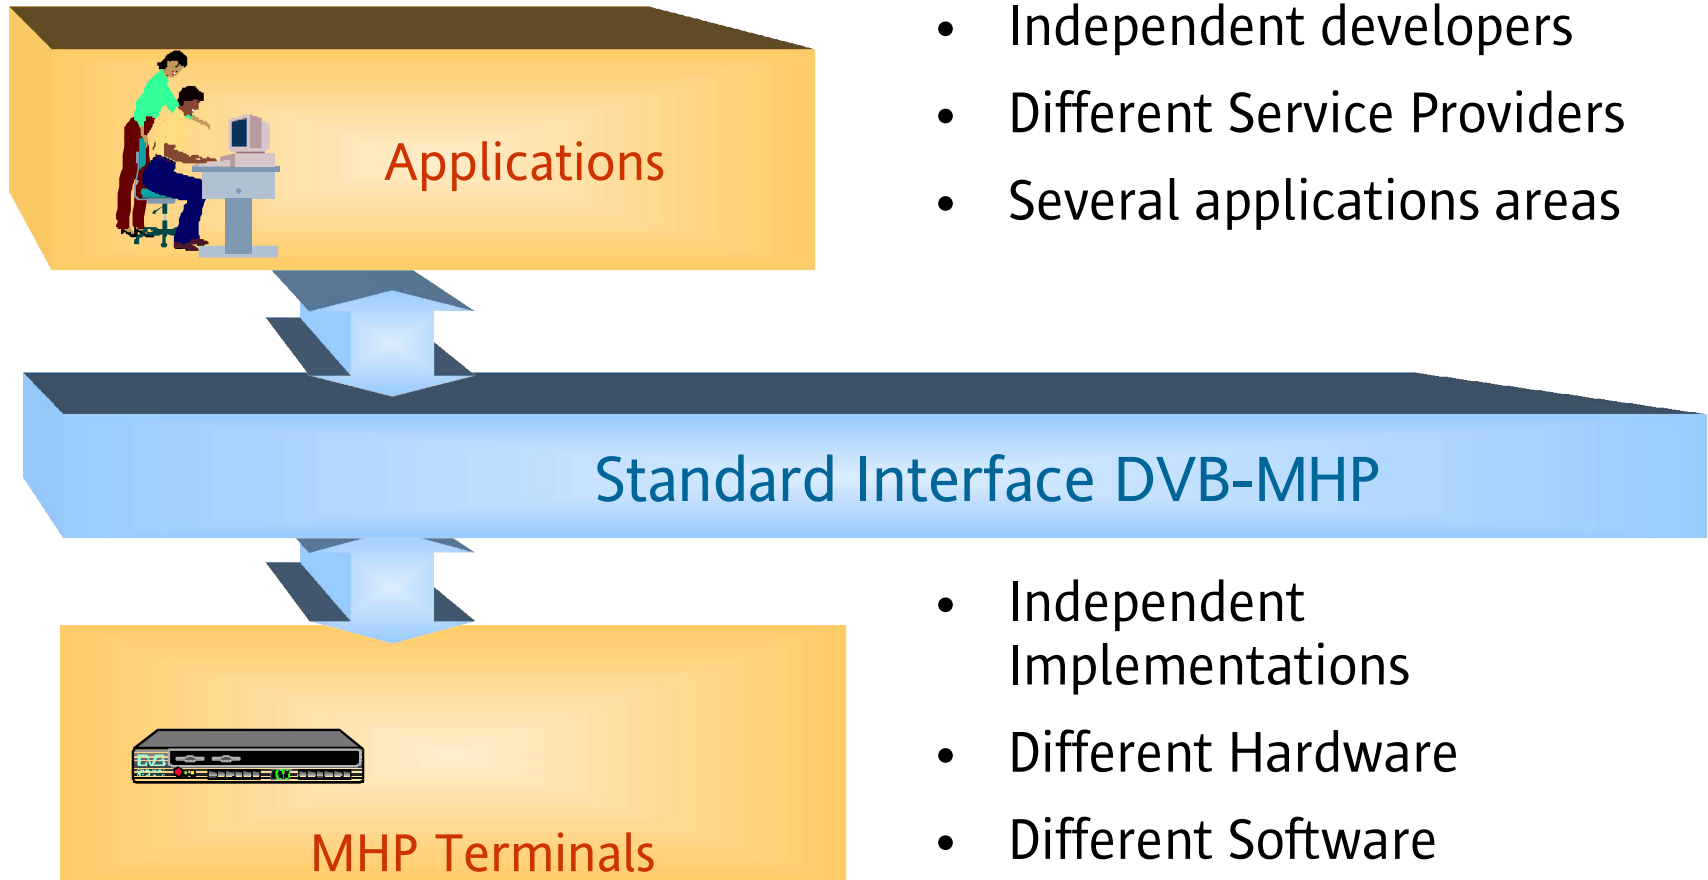 • Independent developers
• Different Service Providers
• Several applications areas
Applications
Standard Interface DVB-MHP
• Independent
Implementations
• Different Hardware
• Different Software
MHP Terminals